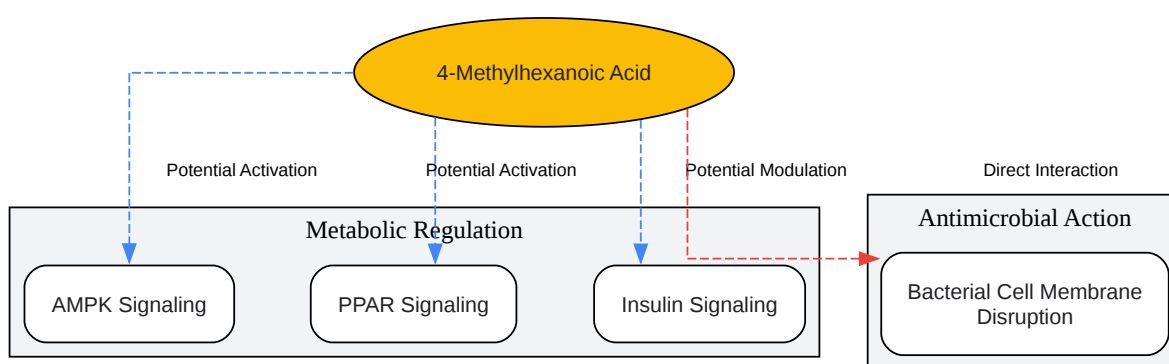 4-Methylhexanoic Acid
Potential Activation
Potential Activation
Potential Modulation
Direct Interaction
Metabolic Regulation
Antimicrobial Action
AMPK Signaling
PPAR Signaling
Insulin Signaling
Bacterial Cell Membrane
Disruption